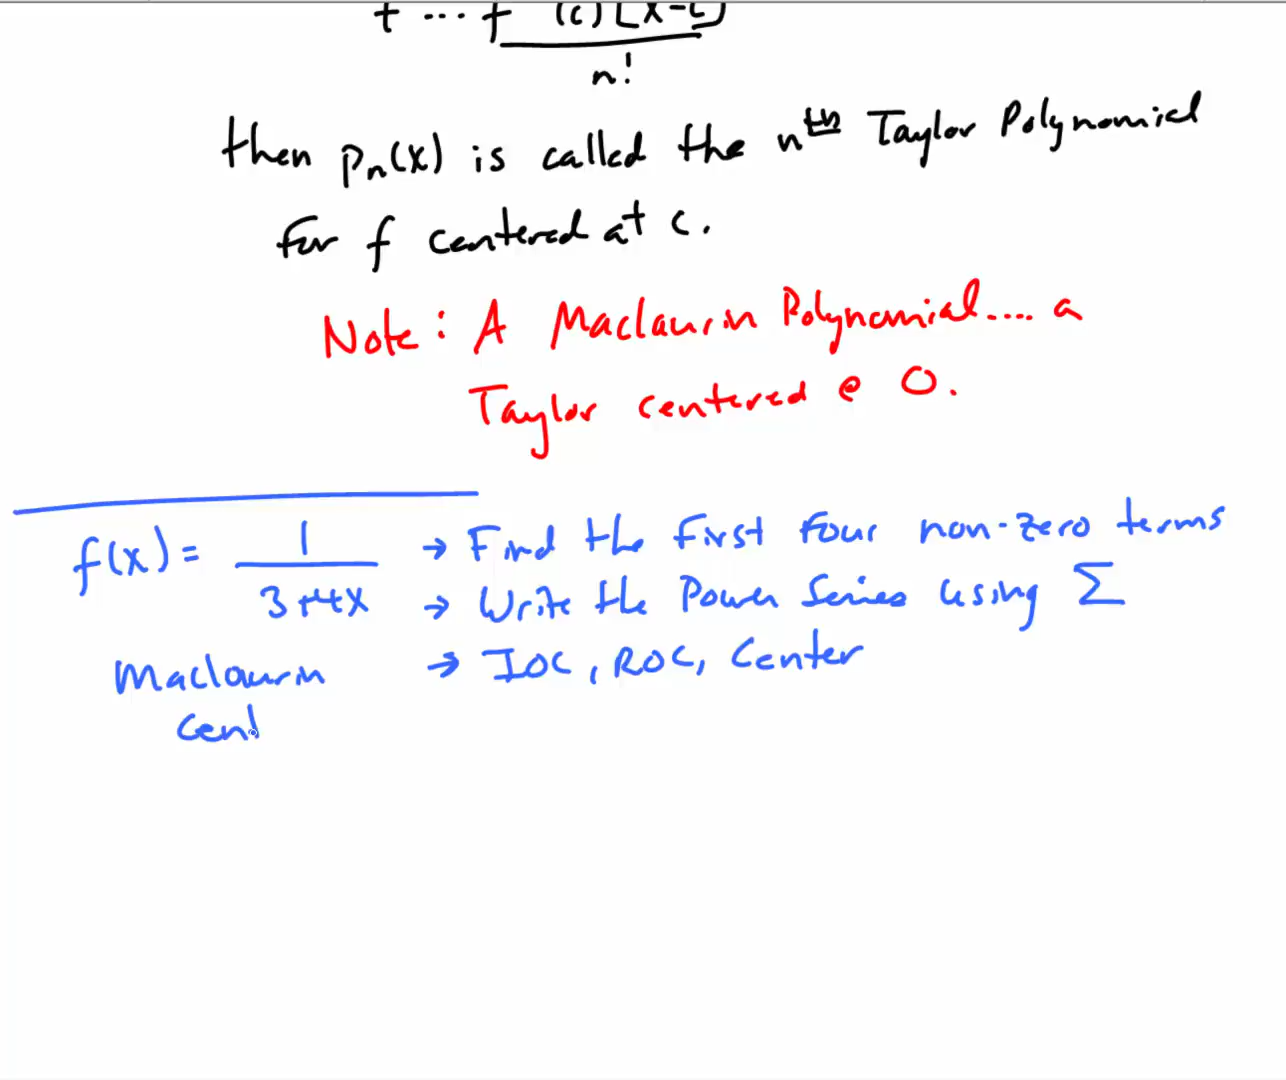 + ... f (c) [x-c]
n!
then Pn(x) is called the nth Taylor Polynomial
for f centered at c.
Note: A Maclaurin Polynomial.... a
Taylor centered @ 0.
f(x) = 1 → Find the First Four non-zero terms
3+4x → Write the Power Series using Σ
Maclaurin → IOC, ROC, Center
Cent